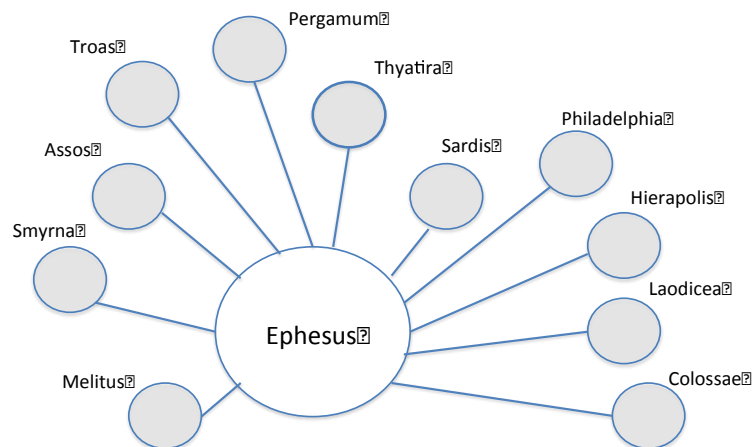 Pergamum
Troas
Thyatira
Philadelphia
Sardis
Assos
Hierapolis
Smyrna
Laodicea
Ephesus
Melitus
Colossae